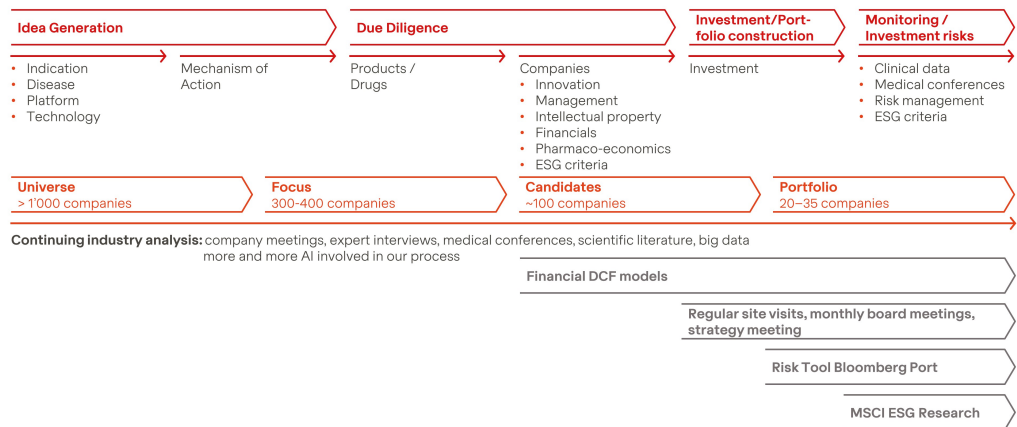 Idea Generation
Due Diligence
Investment/Port-
folio construction
Monitoring /
Investment risks
• Indication
• Disease
• Platform
• Technology
Mechanism of
Action
Products /
Drugs
Companies
• Innovation
• Management
• Intellectual property
• Financials
• Pharmaco-economics
• ESG criteria
Investment
• Clinical data
• Medical conferences
• Risk management
• ESG criteria
Universe
> 1’000 companies
Focus
300-400 companies
Candidates
~100 companies
Portfolio
20–35 companies
Continuing industry analysis: company meetings, expert interviews, medical conferences, scientific literature, big data
more and more AI involved in our process
Financial DCF models
Regular site visits, monthly board meetings,
strategy meeting
Risk Tool Bloomberg Port
MSCI ESG Research